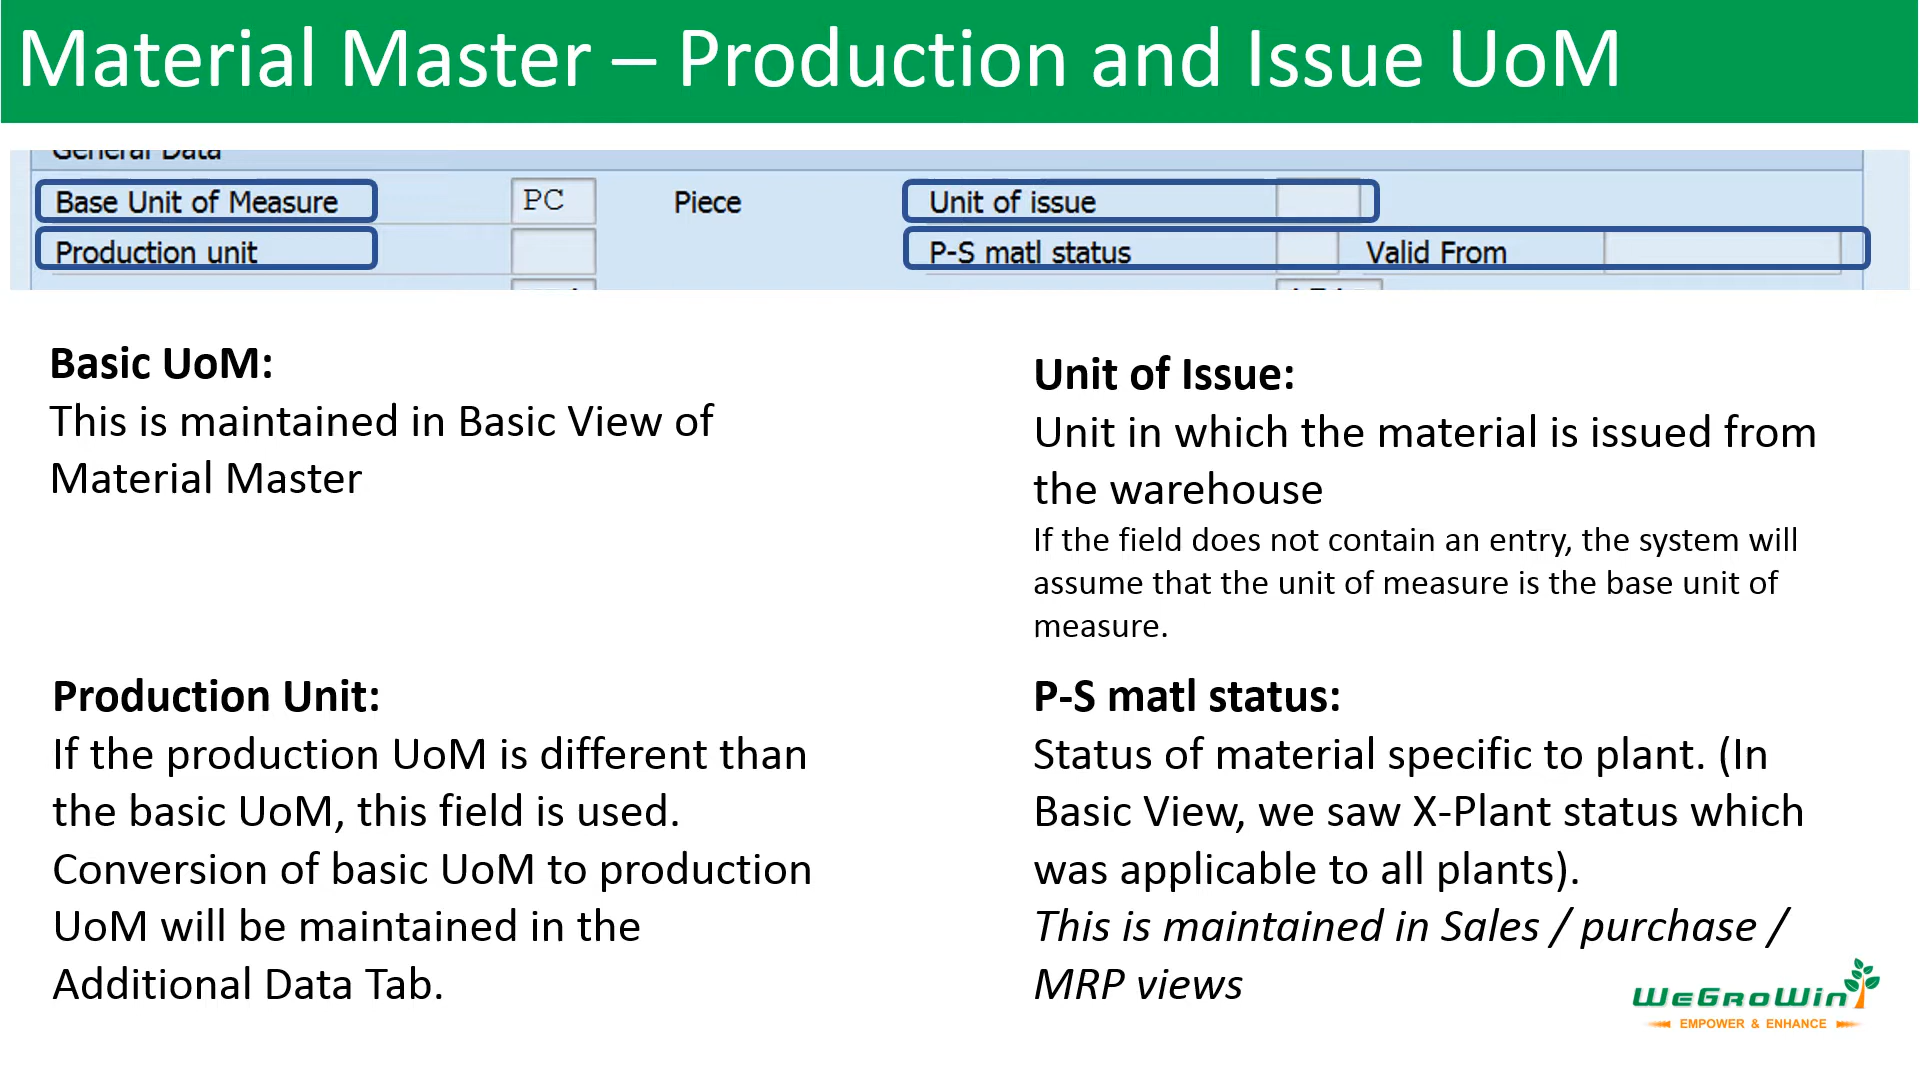 Material Master – Production and Issue UoM
General Data
Base Unit of Measure PC Piece Unit of issue
Production unit P-S matl status Valid From
Basic UoM:
This is maintained in Basic View of
Material Master
Unit of Issue:
Unit in which the material is issued from
the warehouse
If the field does not contain an entry, the system will
assume that the unit of measure is the base unit of
measure.
Production Unit:
If the production UoM is different than
the basic UoM, this field is used.
Conversion of basic UoM to production
UoM will be maintained in the
Additional Data Tab.
P-S matl status:
Status of material specific to plant. (In
Basic View, we saw X-Plant status which
was applicable to all plants).
This is maintained in Sales / purchase /
MRP views
WeGroWin
EMPOWER & ENHANCE